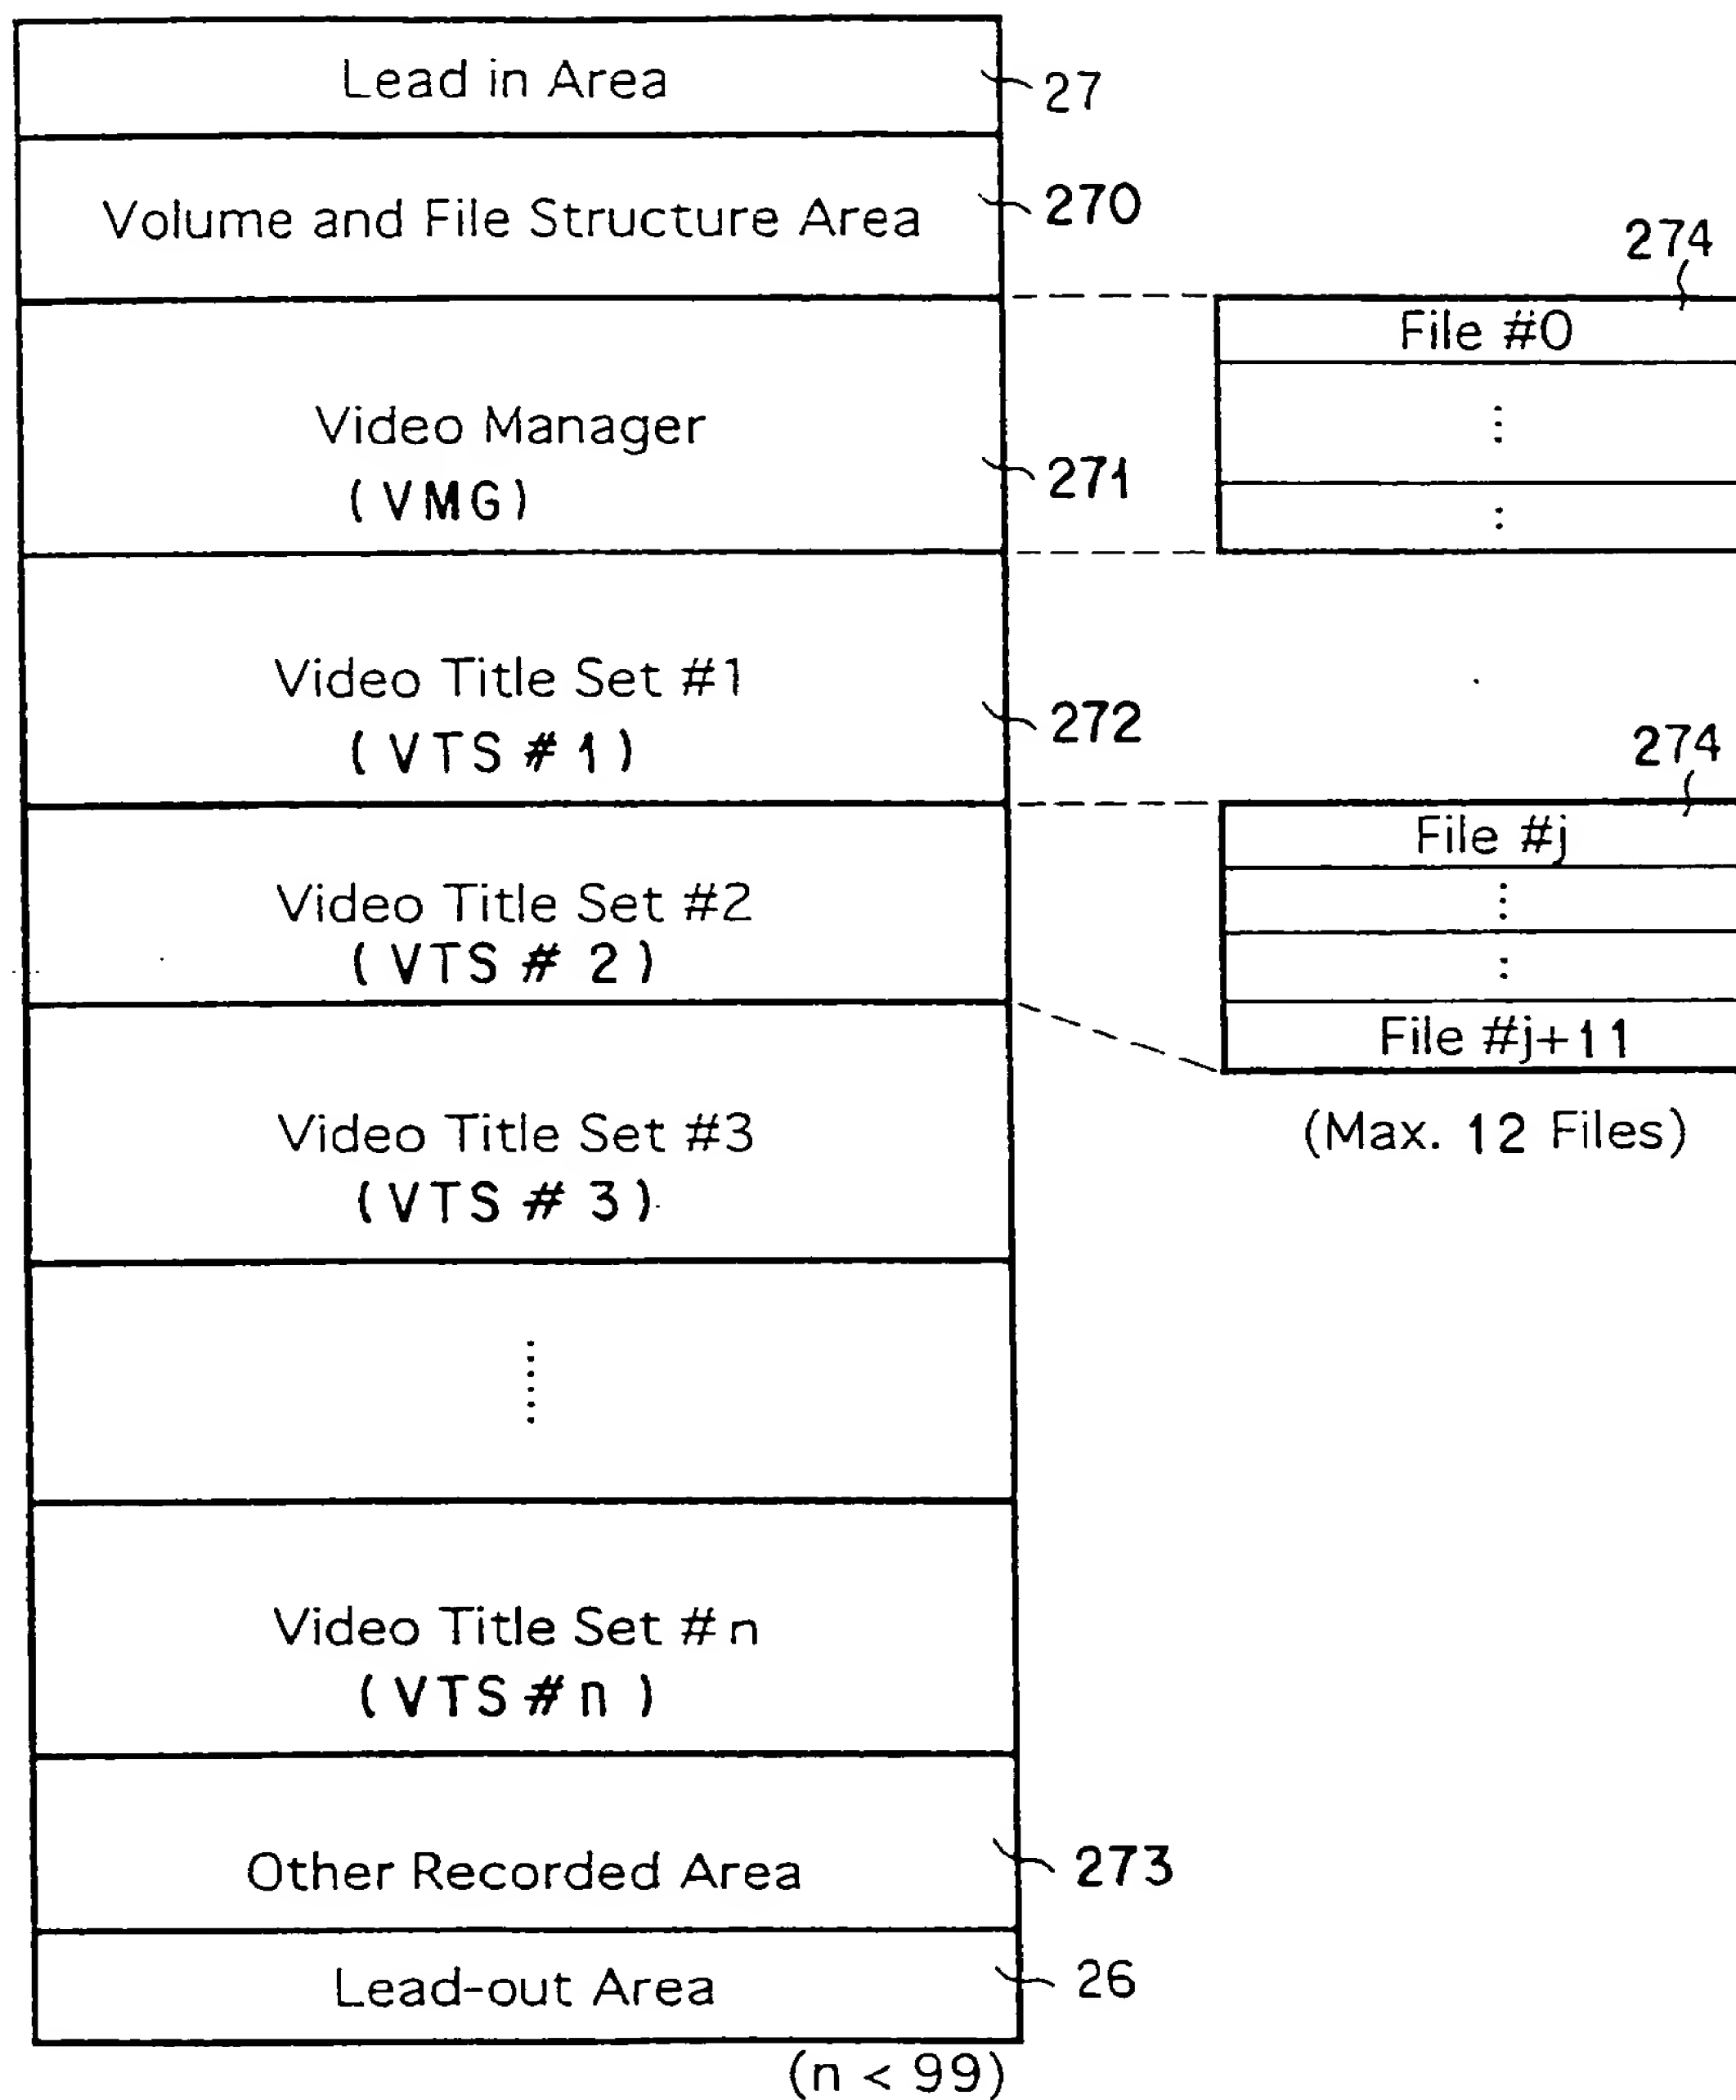 Lead in Area
27
Volume and File Structure Area
270
Video Manager
(VMG)
271
Video Title Set #1
(VTS #1)
272
Video Title Set #2
(VTS #2)
Video Title Set #3
(VTS #3)
Video Title Set #n
(VTS #n)
Other Recorded Area
273
Lead-out Area
26
(n < 99)
274
File #0
274
File #j
File #j+11
(Max. 12 Files)